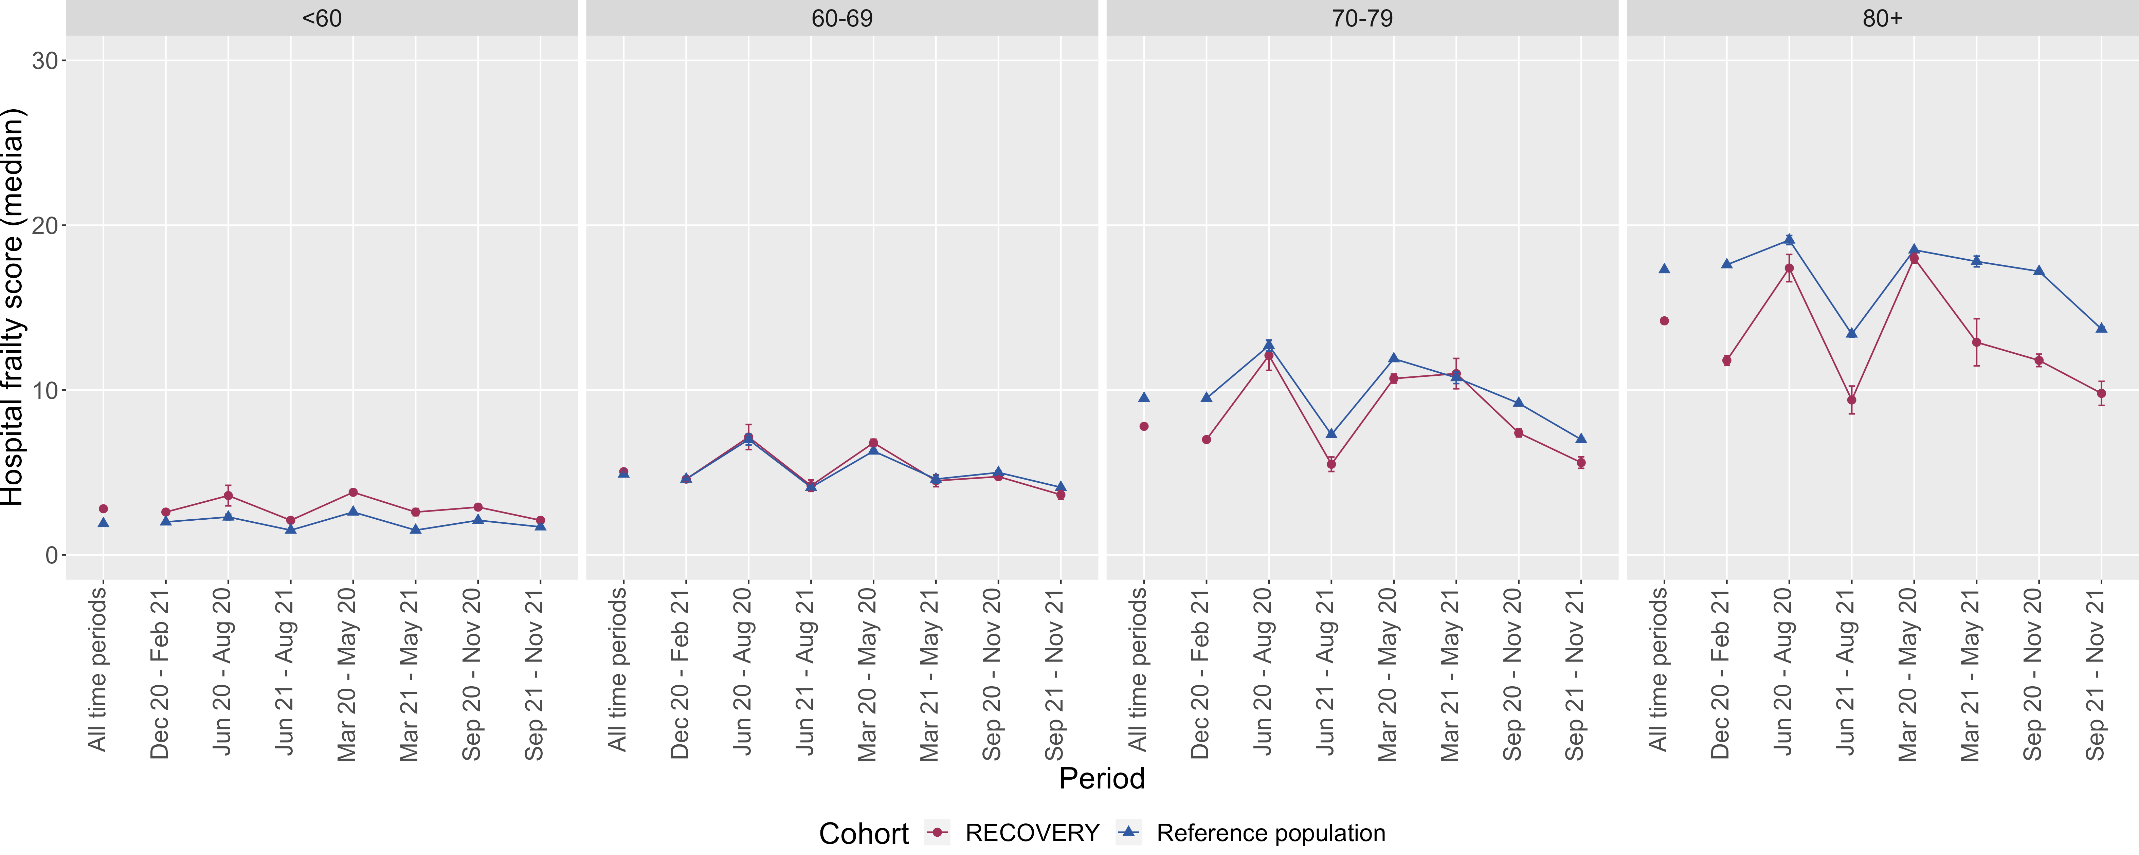 <60 60-69 70-79 80+
Hospital frailty score (median)
30
20
10
0
All time periods
Dec 20 - Feb 21
Jun 20 - Aug 20
Jun 21 - Aug 21
Mar 20 - May 20
Mar 21 - May 21
Sep 20 - Nov 20
Sep 21 - Nov 21
All time periods
Dec 20 - Feb 21
Jun 20 - Aug 20
Jun 21 - Aug 21
Mar 20 - May 20
Mar 21 - May 21
Sep 20 - Nov 20
Sep 21 - Nov 21
All time periods
Dec 20 - Feb 21
Jun 20 - Aug 20
Jun 21 - Aug 21
Mar 20 - May 20
Mar 21 - May 21
Sep 20 - Nov 20
Sep 21 - Nov 21
All time periods
Dec 20 - Feb 21
Jun 20 - Aug 20
Jun 21 - Aug 21
Mar 20 - May 20
Mar 21 - May 21
Sep 20 - Nov 20
Sep 21 - Nov 21
Period
Cohort RECOVERY Reference population